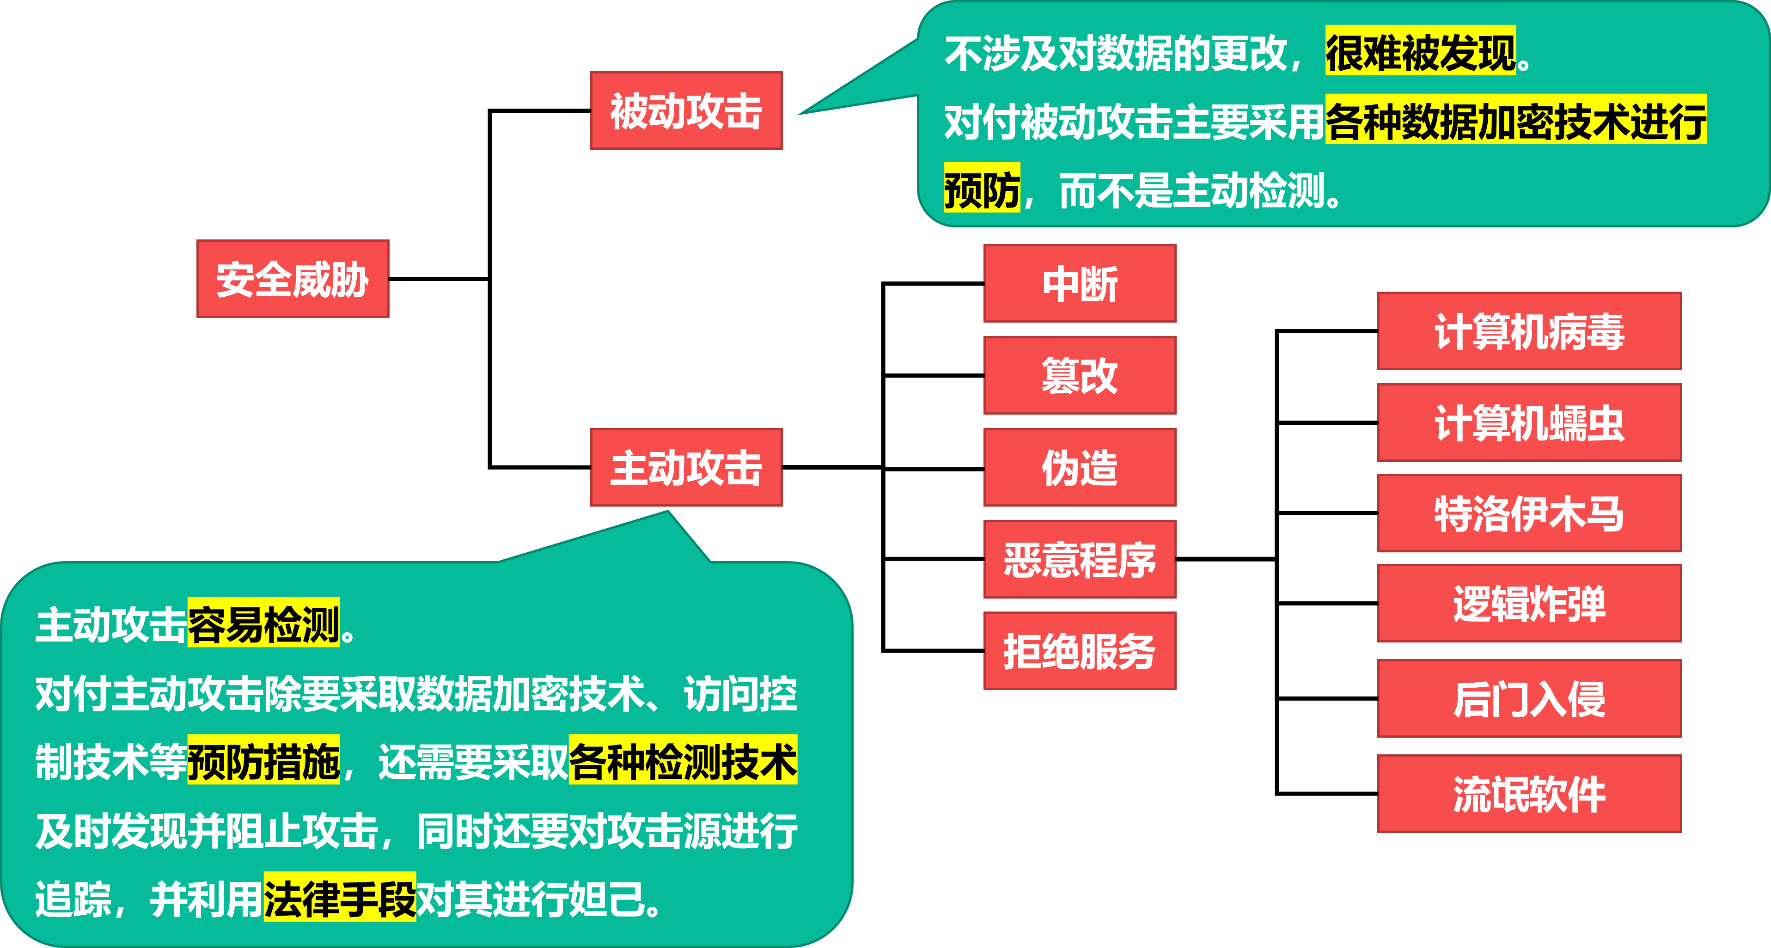 不涉及对数据的更改，很难被发现。
对付被动攻击主要采用各种数据加密技术进行
预防，而不是主动检测。
被动攻击
安全威胁
主动攻击
中断
篡改
伪造
恶意程序
拒绝服务
计算机病毒
计算机蠕虫
特洛伊木马
逻辑炸弹
后门入侵
流氓软件
主动攻击容易检测。
对付主动攻击除要采取数据加密技术、访问控
制技术等预防措施，还需要采取各种检测技术
及时发现并阻止攻击，同时还要对攻击源进行
追踪，并利用法律手段对其进行妲己。